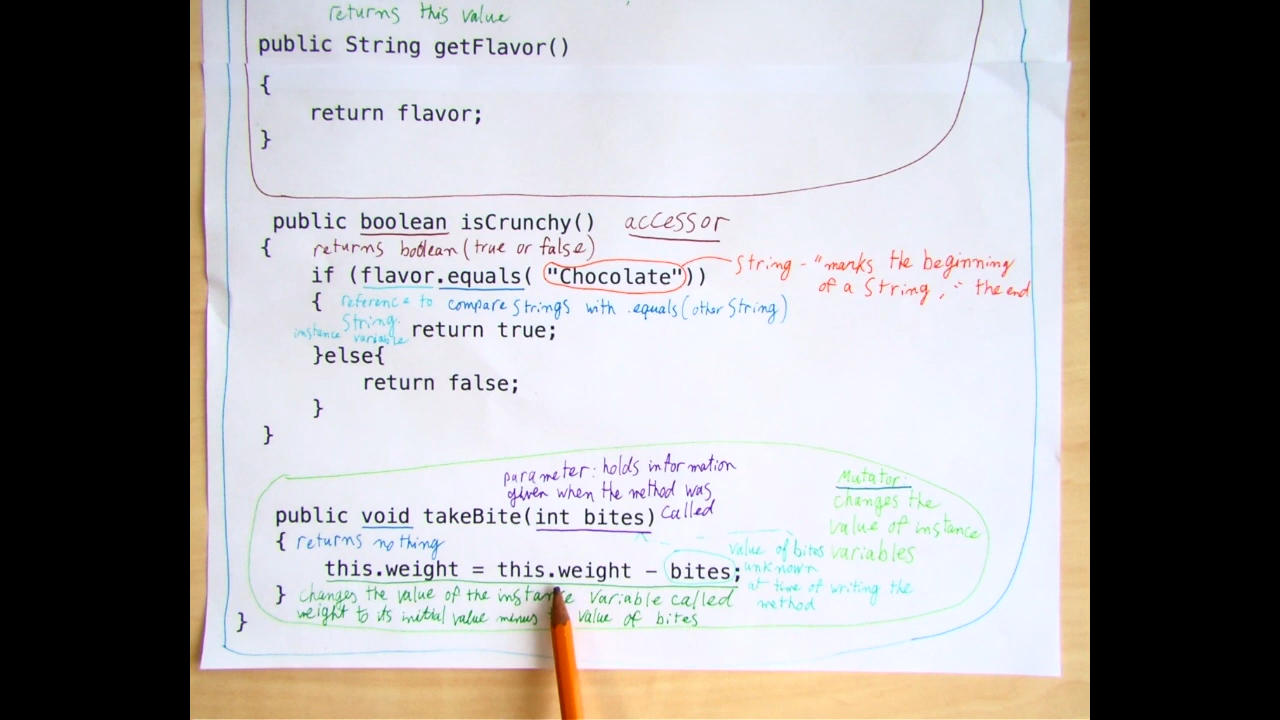 returns this value
public String getFlavor()
{
return flavor;
}
public boolean isCrunchy() accessor
{ returns boolean (true or false)
if (flavor.equals( "Chocolate")) String - "marks the beginning
of a String, " the end
{ reference to compare Strings with .equals(other String)
String
instance variable return true;
}else{
return false;
}
}
parameter: holds information
given when the method was
called
Mutator:
changes the
value of instance
variables
public void takeBite(int bites)
{ returns nothing
value of bites
unknown
at time of writing the
method
this.weight = this.weight - bites;
} changes the value of the instance variable called
weight to its initial value minus value of bites
}